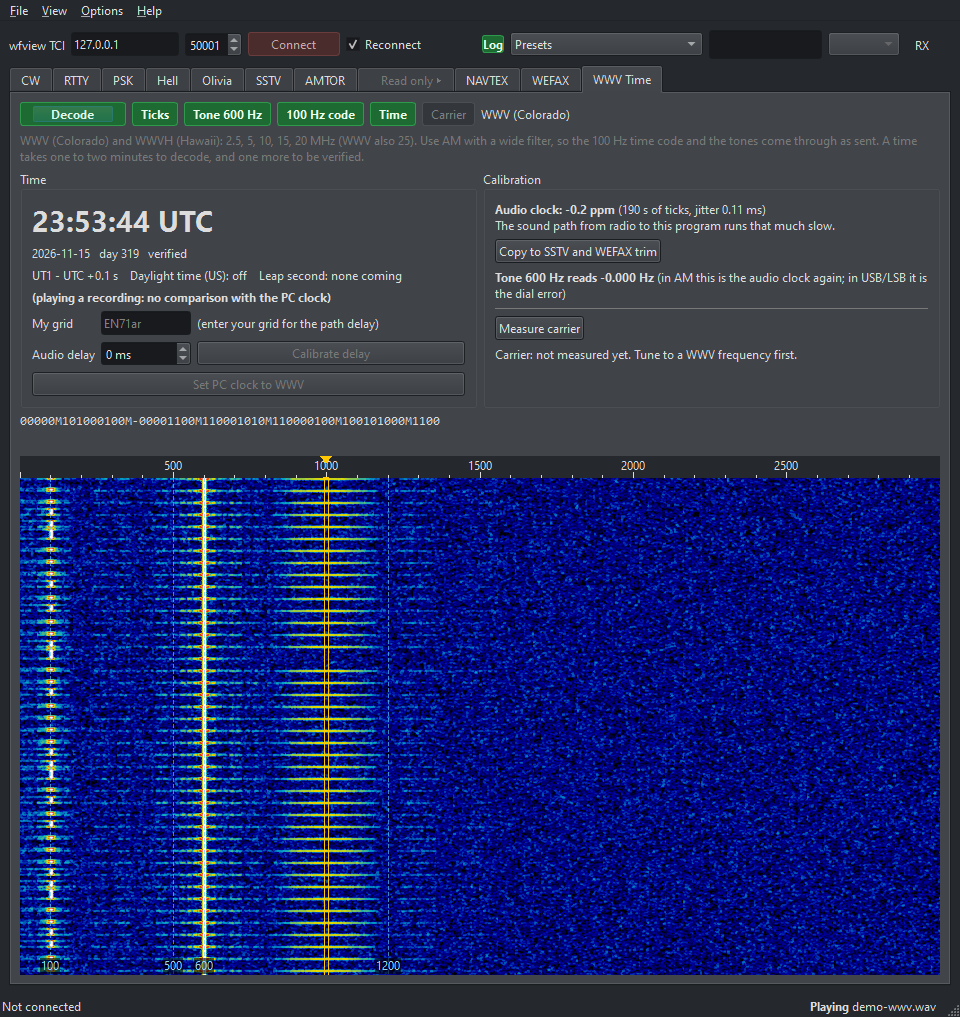 File View Options Help
wfview TCI 127.0.0.1 50001 Connect Reconnect Log Presets RX
CW RTTY PSK Hell Olivia SSTV AMTOR Read only NAVTEX WEFAX WWV Time
Decode Ticks Tone 600 Hz 100 Hz code Time Carrier WWV (Colorado)
WWV (Colorado) and WWVH (Hawaii): 2.5, 5, 10, 15, 20 MHz (WWV also 25). Use AM with a wide filter, so the 100 Hz time code and the tones come through as sent. A time
takes one to two minutes to decode, and one more to be verified.
Time
23:53:44 UTC
2026-11-15 day 319 verified
UT1 - UTC +0.1 s Daylight time (US): off Leap second: none coming
(playing a recording: no comparison with the PC clock)
My grid EN71ar (enter your grid for the path delay)
Audio delay 0 ms Calibrate delay
Set PC clock to WWV
Calibration
Audio clock: -0.2 ppm (190 s of ticks, jitter 0.11 ms)
The sound path from radio to this program runs that much slow.
Copy to SSTV and WEFAX trim
Tone 600 Hz reads -0.000 Hz (in AM this is the audio clock again; in USB/LSB it is
the dial error)
Measure carrier
Carrier: not measured yet. Tune to a WWV frequency first.
00000M101000100M-00001100M110001010M110000100M100101000M1100
500 1000 1500 2000 2500
100 500 600 1200
Not connected Playing demo-wwv.wav